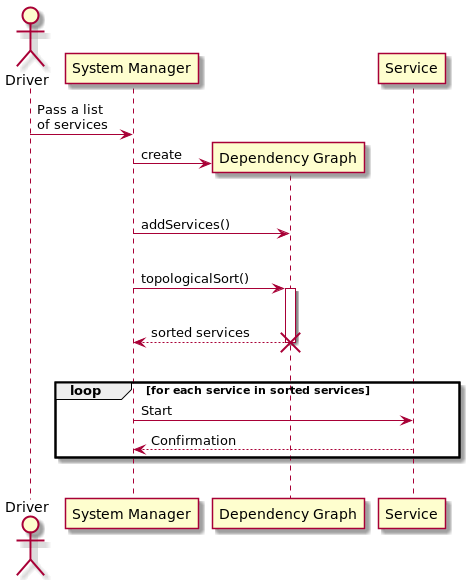 Driver
System Manager
Service
Pass a list
of services
create
Dependency Graph
addServices()
topologicalSort()
sorted services
loop
[for each service in sorted services]
Start
Confirmation
Driver
System Manager
Dependency Graph
Service